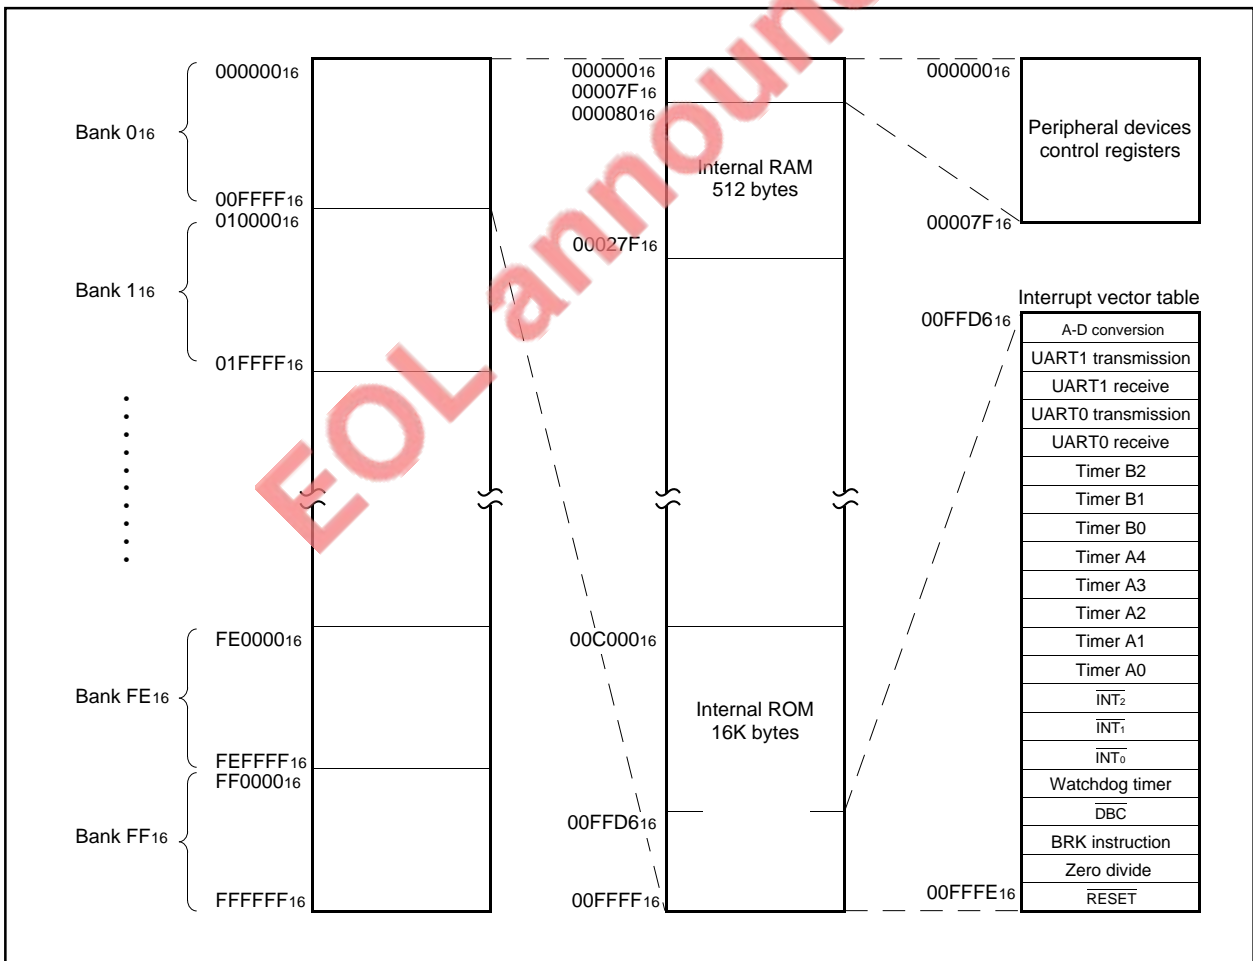 000000₁₆
Bank 0₁₆
00FFFF₁₆
010000₁₆
Bank 1₁₆
01FFFF₁₆
FE0000₁₆
Bank FE₁₆
FEFFFF₁₆
FF0000₁₆
Bank FF₁₆
FFFFFF₁₆
000000₁₆
00007F₁₆
000080₁₆
Internal RAM
512 bytes
00027F₁₆
00C000₁₆
Internal ROM
16K bytes
00FFD6₁₆
00FFFF₁₆
000000₁₆
Peripheral devices
control registers
00007F₁₆
Interrupt vector table
00FFD6₁₆
A-D conversion
UART1 transmission
UART1 receive
UART0 transmission
UART0 receive
Timer B2
Timer B1
Timer B0
Timer A4
Timer A3
Timer A2
Timer A1
Timer A0
INT₂
INT₁
INT₀
Watchdog timer
DBC
BRK instruction
Zero divide
00FFFE₁₆
RESET
EOL announ